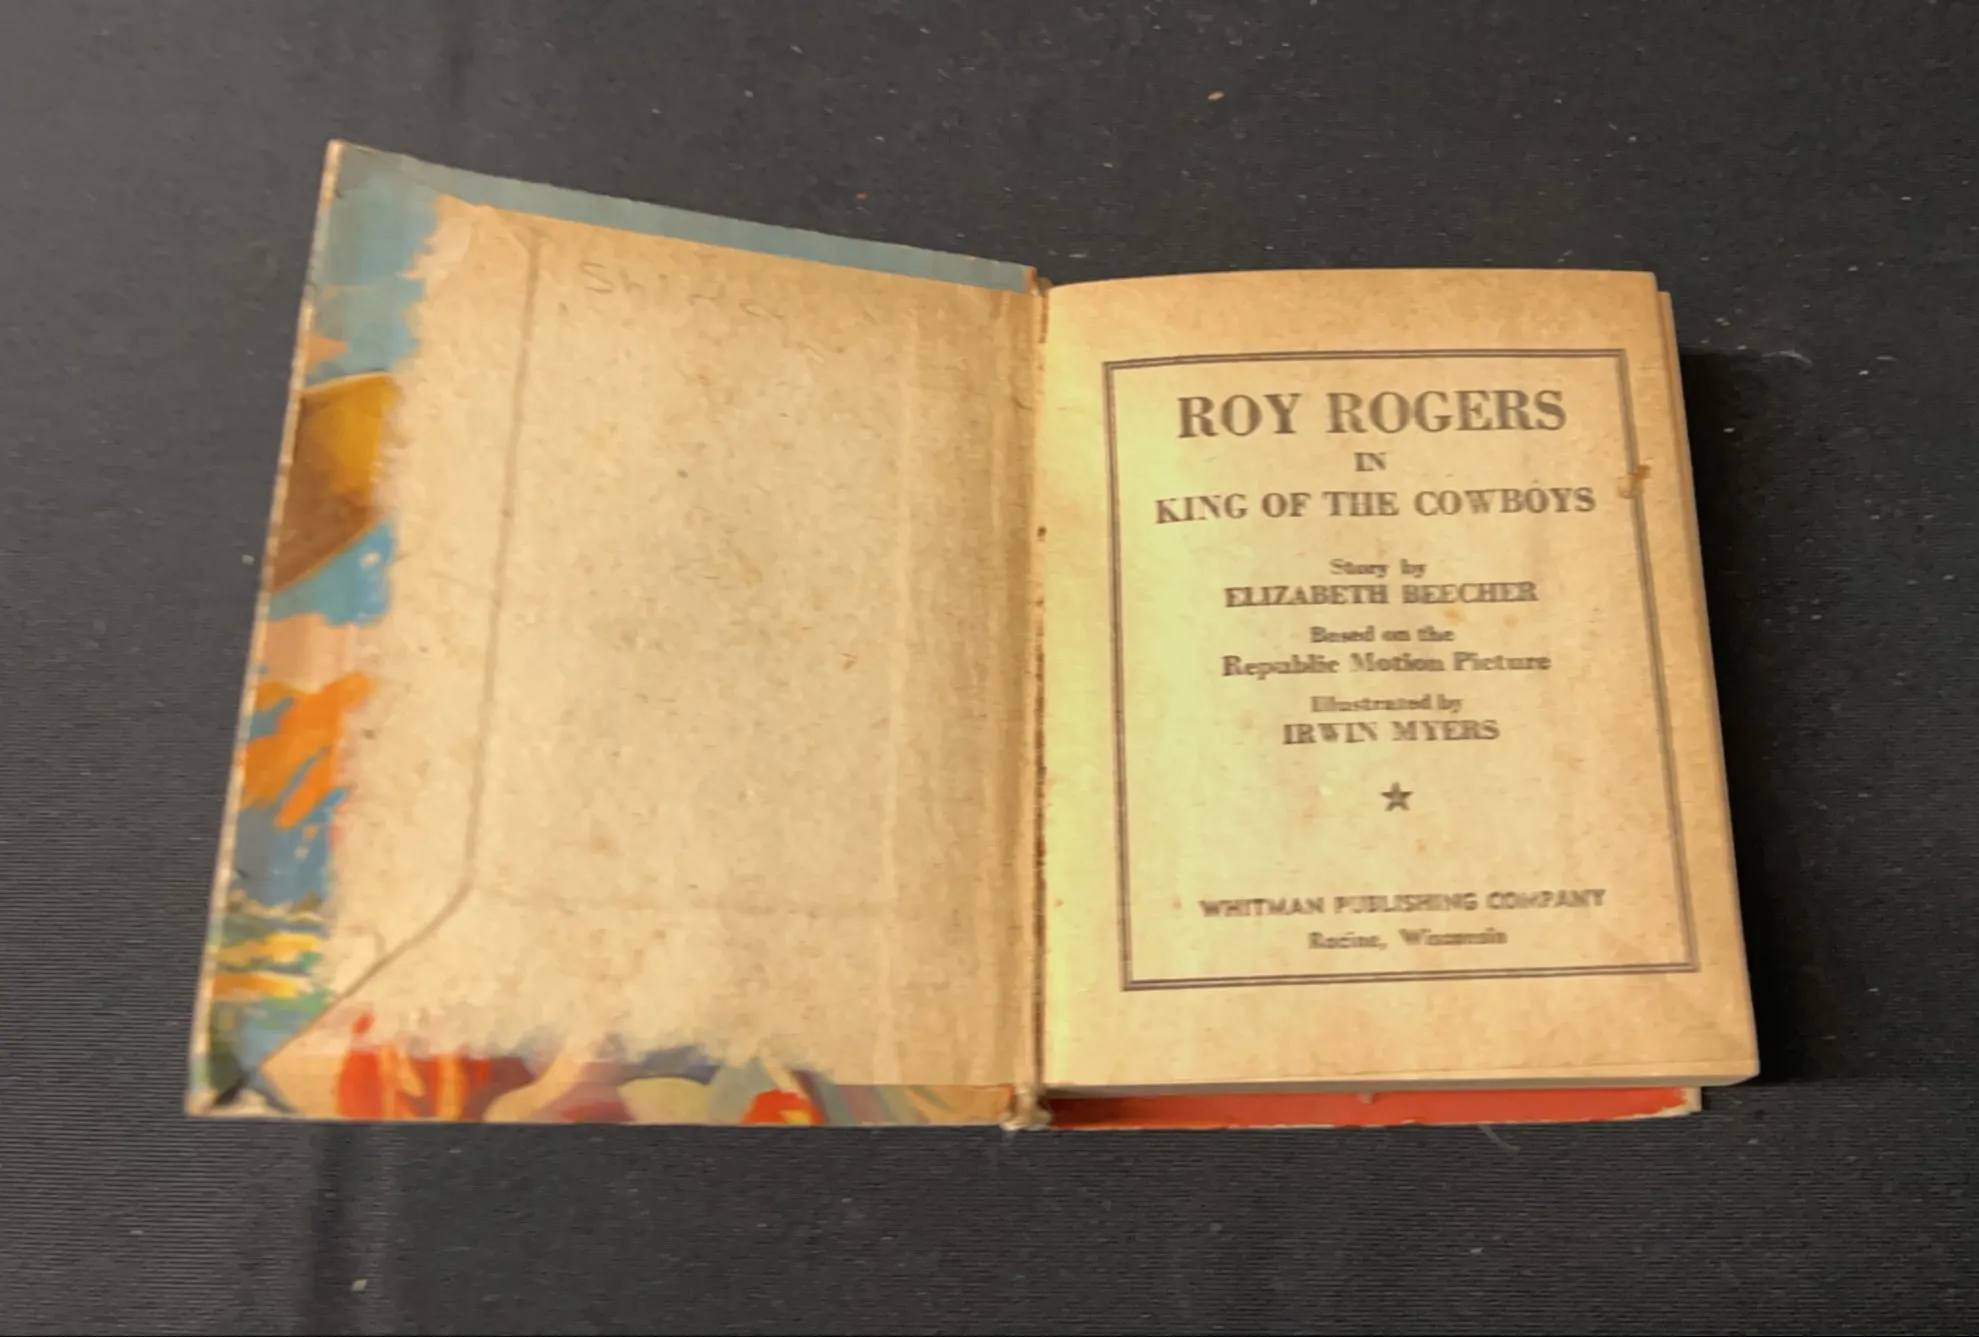 ROY ROGERS
IN
KING OF THE COWBOYS
Story by
ELIZABETH BEECHER
Based on the
Republic Motion Picture
Illustrated by
IRWIN MYERS
WHITMAN PUBLISHING COMPANY
Racine, Wisconsin